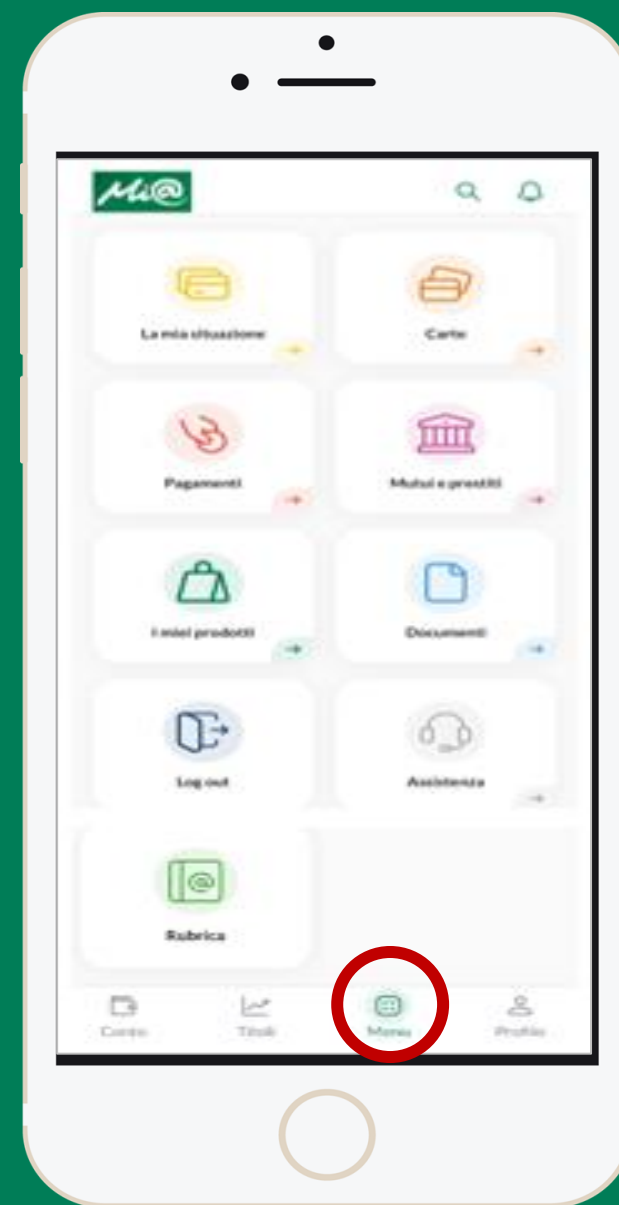 Mi@
La mia situazione
Carte
Pagamenti
Mutui e prestiti
I miei prodotti
Documenti
Log out
Assistenza
Rubrica
Conto
Titoli
Menu
Profilo